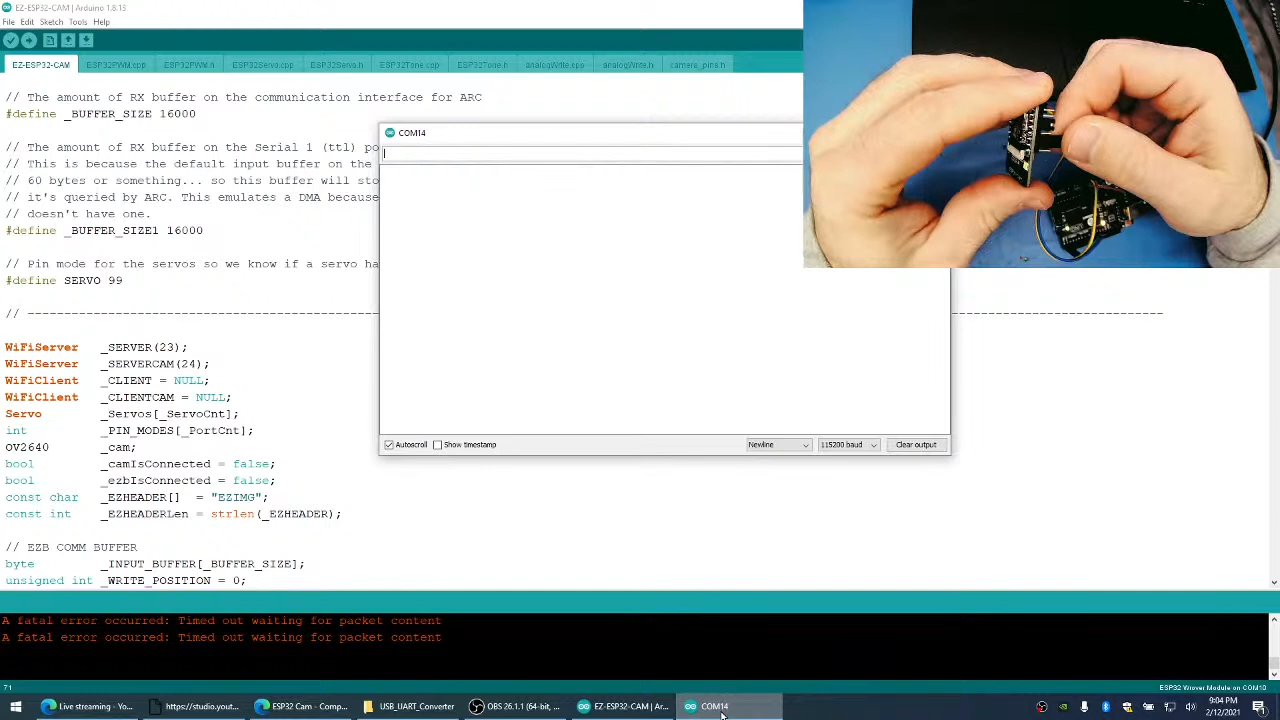 EZ-ESP32-CAM | Arduino 1.8.13
File Edit Sketch Tools Help
EZ-ESP32-CAM ESP32PWM.cpp ESP32PWM.h ESP32Servo.cpp ESP32Servo.h ESP32Tone.cpp ESP32Tone.h analogWrite.cpp analogWrite.h camera_pins.h
// The amount of RX buffer on the communication interface for ARC
#define _BUFFER_SIZE 16000
// The amount of RX buffer on the Serial 1 (ttl) po
// This is because the default input buffer on the
// 60 bytes or something... so this buffer will sto
// it's queried by ARC. This emulates a DMA because
// doesn't have one.
#define _BUFFER_SIZE1 16000
// Pin mode for the servos so we know if a servo ha
#define SERVO 99
// ------------------------------------------------------------------
WiFiServer _SERVER(23);
WiFiServer _SERVERCAM(24);
WiFiClient _CLIENT = NULL;
WiFiClient _CLIENTCAM = NULL;
Servo _Servos[_ServoCnt];
int _PIN_MODES[_PortCnt];
OV2640 _cam;
bool _camIsConnected = false;
bool _ezbIsConnected = false;
const char _EZHEADER[] = "EZIMG";
const int _EZHEADERLen = strlen(_EZHEADER);
// EZB COMM BUFFER
byte _INPUT_BUFFER[_BUFFER_SIZE];
unsigned int _WRITE_POSITION = 0;
COM14
Autoscroll Show timestamp Newline 115200 baud Clear output
A fatal error occurred: Timed out waiting for packet content
A fatal error occurred: Timed out waiting for packet content
71 ESP32 Wrover Module on COM10
Live streaming - Yo... https://studio.yout... ESP32 Cam - Comp... USB_UART_Converter OBS 26.1.1 (64-bit, ... EZ-ESP32-CAM | Ar... COM14
9:04 PM
2/12/2021